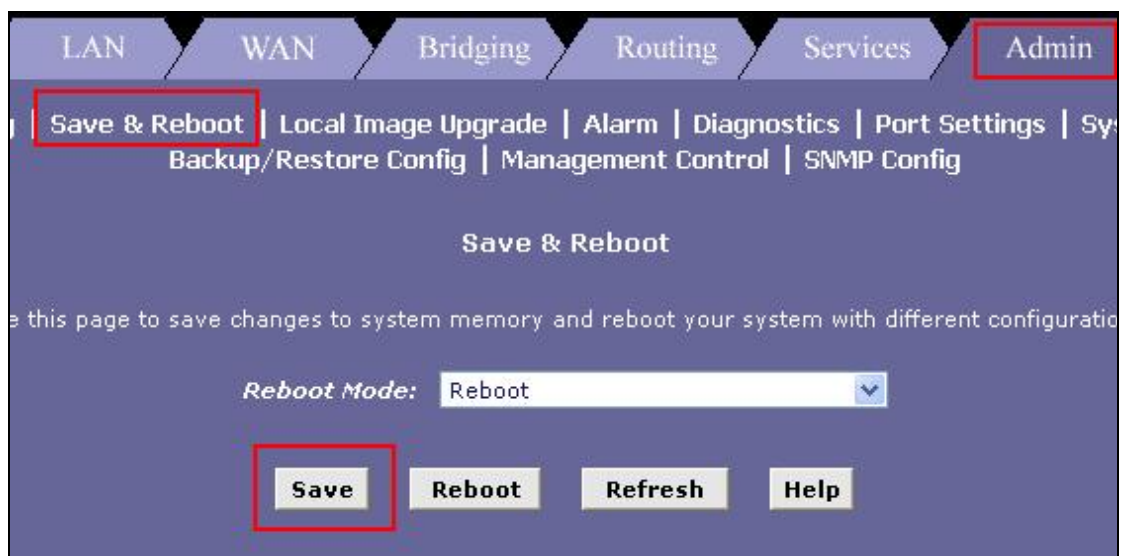 LAN WAN Bridging Routing Services Admin
| Save & Reboot | Local Image Upgrade | Alarm | Diagnostics | Port Settings |
Backup/Restore Config | Management Control | SNMP Config
Save & Reboot
this page to save changes to system memory and reboot your system with different
Reboot Mode: Reboot
Save Reboot Refresh Help